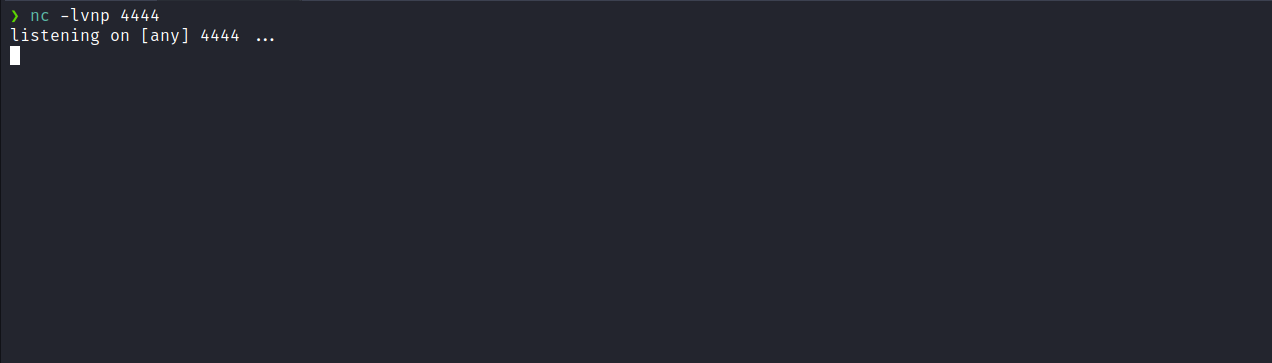 ❯ nc -lvnp 4444
listening on [any] 4444 ...